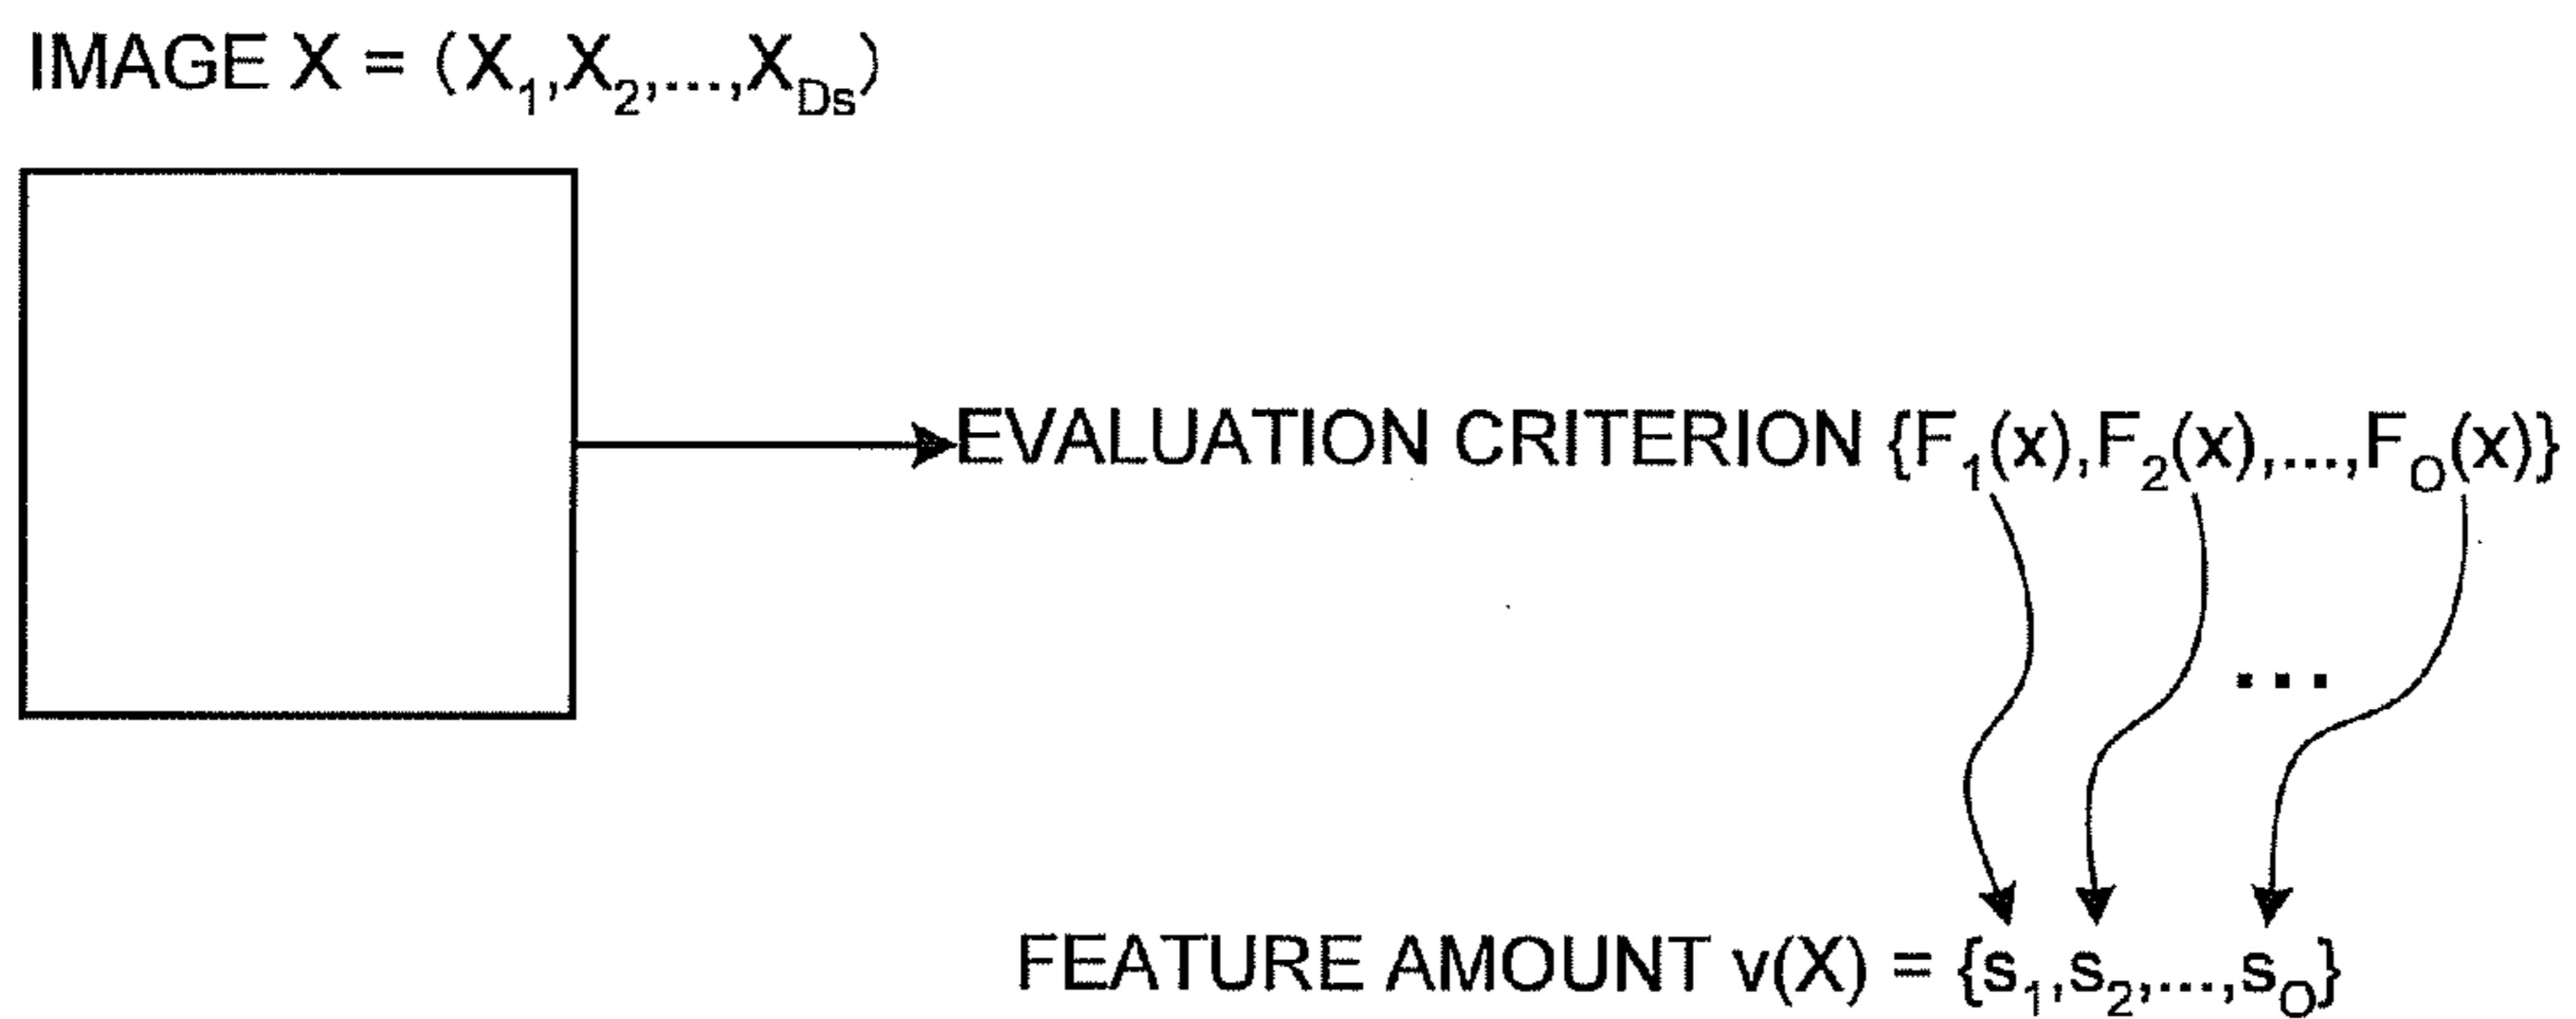 IMAGE X = (X1,X2,...,XDs)
EVALUATION CRITERION {F1(x),F2(x),...,FO(x)}
...
FEATURE AMOUNT v(X) = {s1,s2,...,sO}